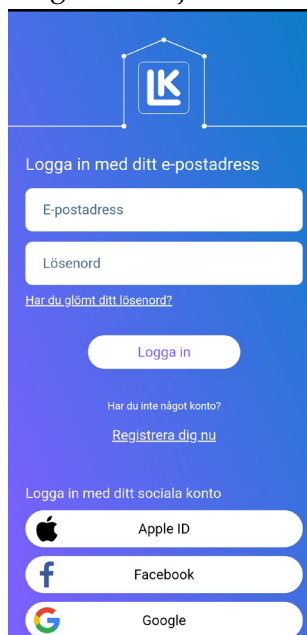 LK
Logga in med ditt e-postadress
E-postadress
Lösenord
Har du glömt ditt lösenord?
Logga in
Har du inte något konto?
Registrera dig nu
Logga in med ditt sociala konto
Apple ID
Facebook
Google